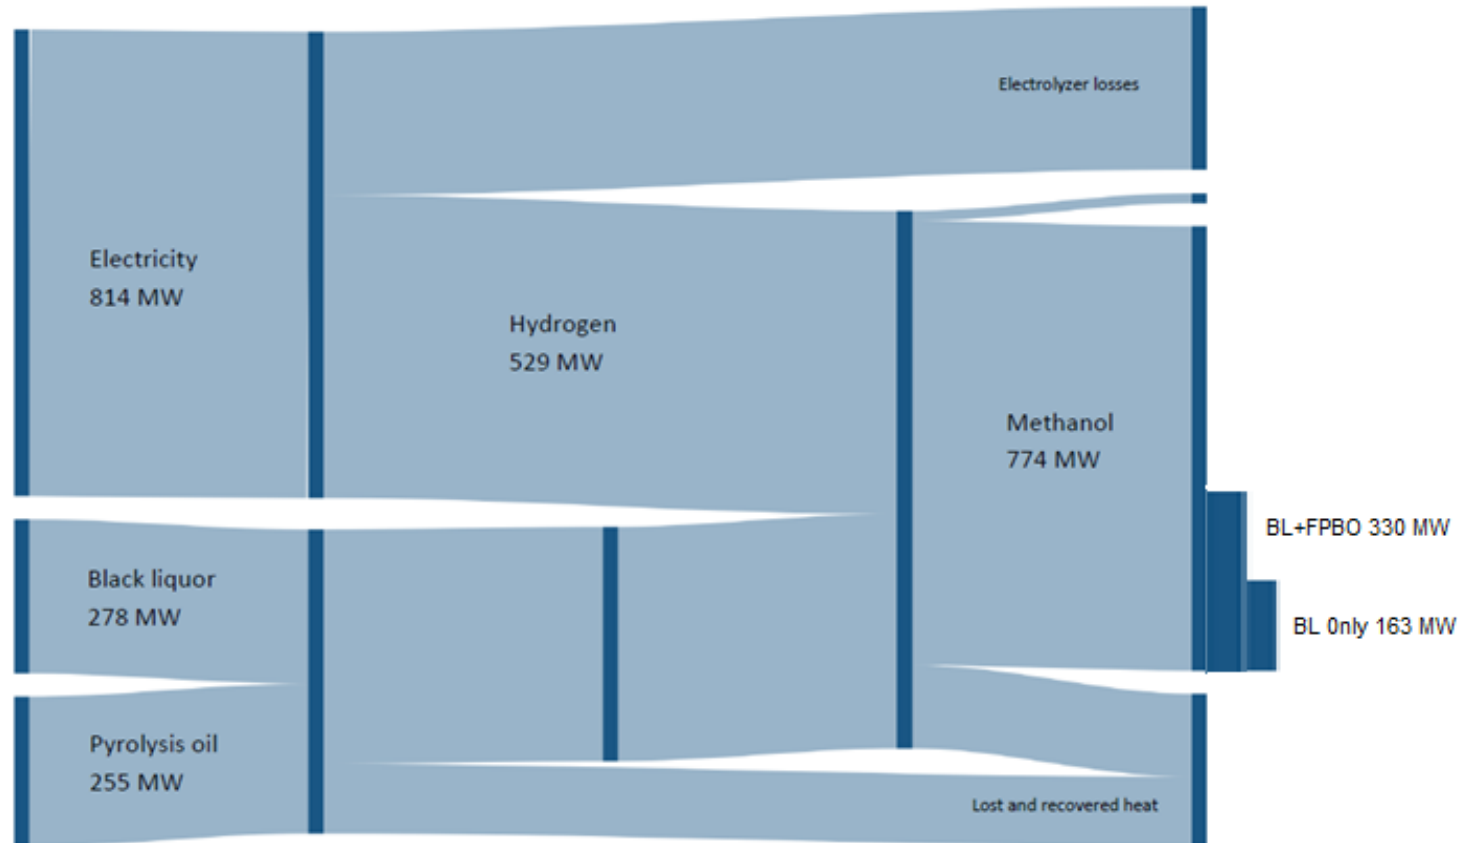 Electrolyzer losses
Electricity
814 MW
Hydrogen
529 MW
Methanol
774 MW
BL+FPBO 330 MW
Black liquor
278 MW
BL 0nly 163 MW
Pyrolysis oil
255 MW
Lost and recovered heat